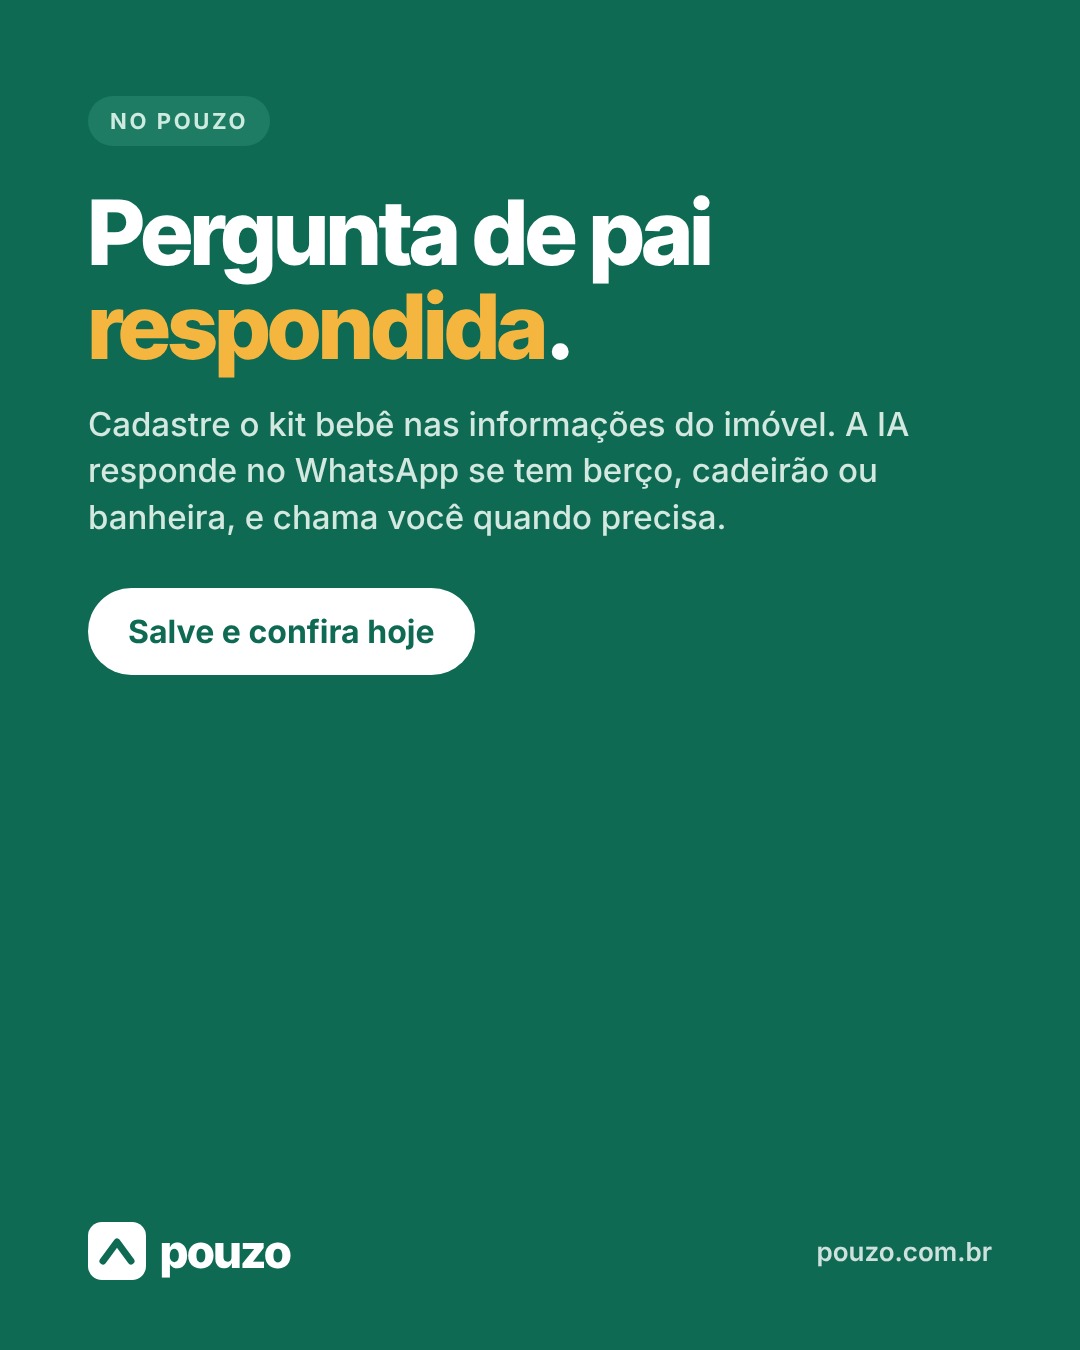 NO POUZO
Pergunta de pai
respondida.
Cadastre o kit bebê nas informações do imóvel. A IA
responde no WhatsApp se tem berço, cadeirão ou
banheira, e chama você quando precisa.
Salve e confira hoje
pouzo
pouzo.com.br